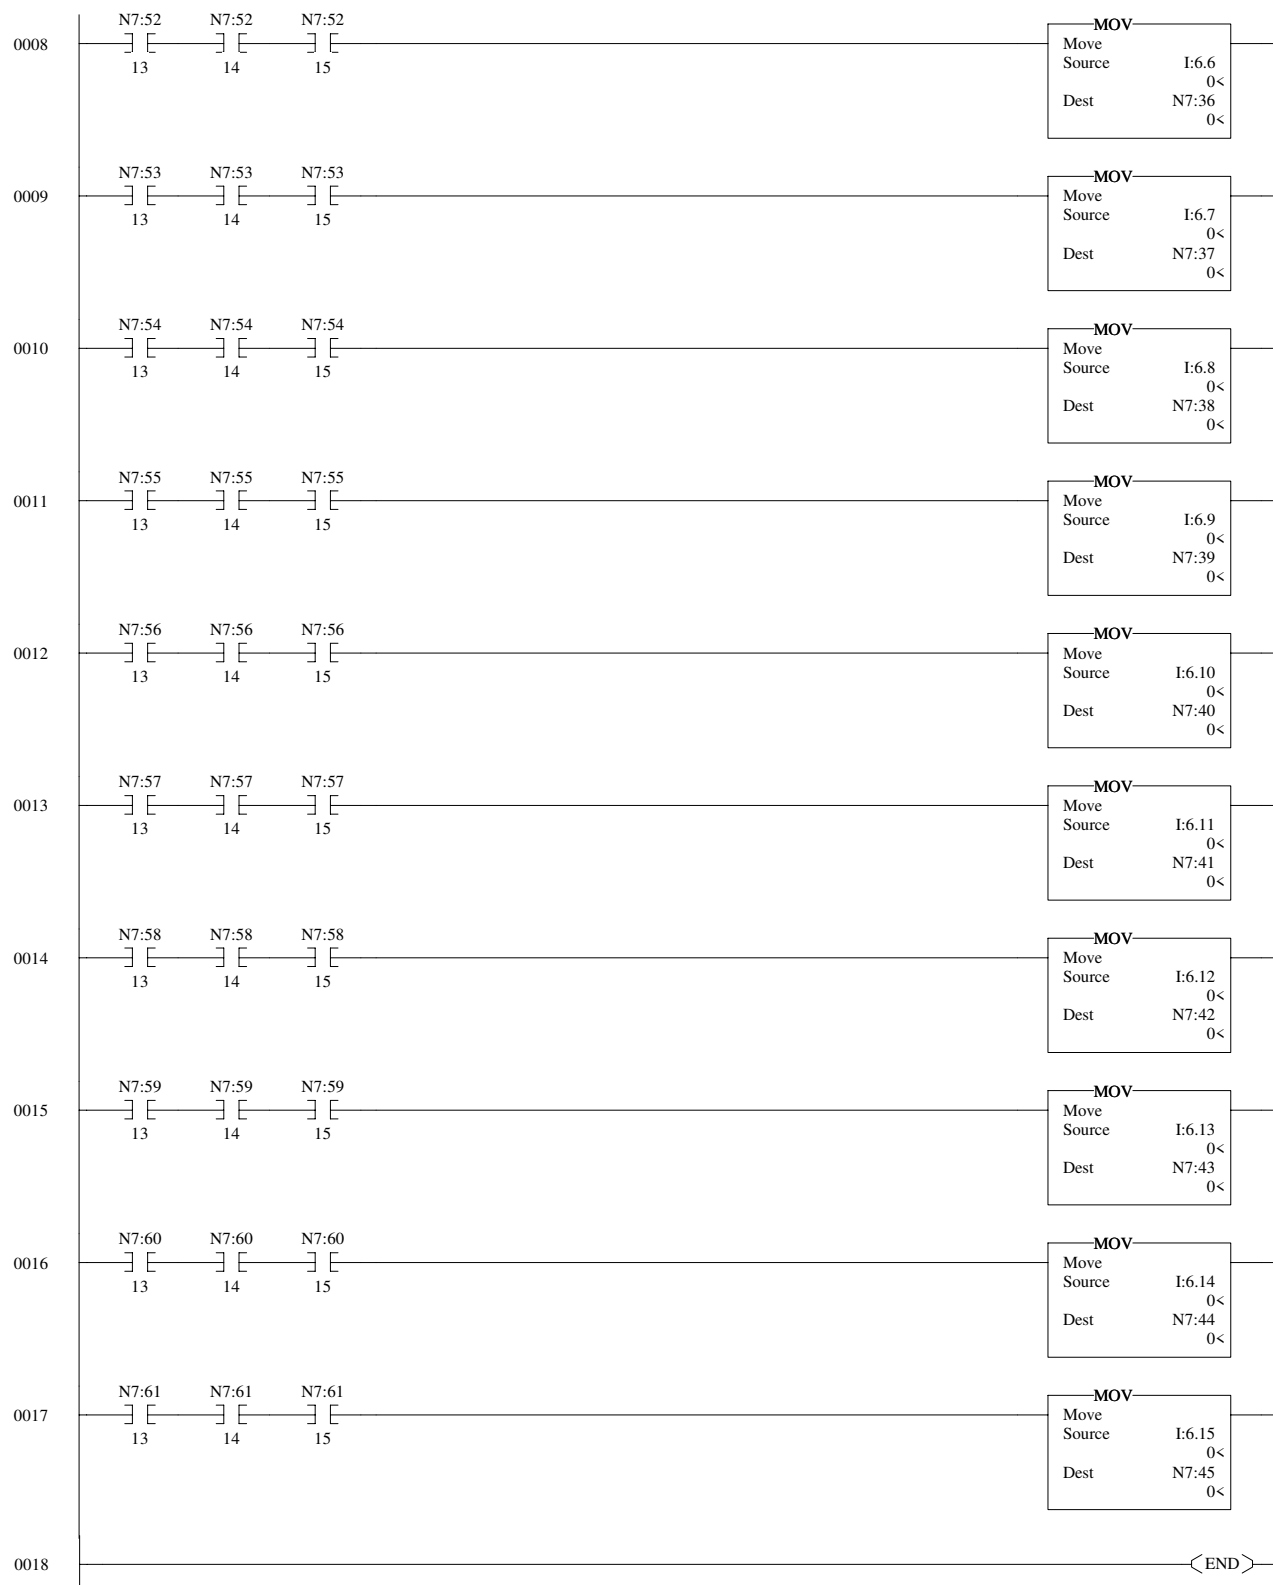 N7:52 N7:52 N7:52 MOV
0008 Move
13 14 15 Source I:6.6
0<
Dest N7:36
0<
N7:53 N7:53 N7:53 MOV
0009 Move
13 14 15 Source I:6.7
0<
Dest N7:37
0<
N7:54 N7:54 N7:54 MOV
0010 Move
13 14 15 Source I:6.8
0<
Dest N7:38
0<
N7:55 N7:55 N7:55 MOV
0011 Move
13 14 15 Source I:6.9
0<
Dest N7:39
0<
N7:56 N7:56 N7:56 MOV
0012 Move
13 14 15 Source I:6.10
0<
Dest N7:40
0<
N7:57 N7:57 N7:57 MOV
0013 Move
13 14 15 Source I:6.11
0<
Dest N7:41
0<
N7:58 N7:58 N7:58 MOV
0014 Move
13 14 15 Source I:6.12
0<
Dest N7:42
0<
N7:59 N7:59 N7:59 MOV
0015 Move
13 14 15 Source I:6.13
0<
Dest N7:43
0<
N7:60 N7:60 N7:60 MOV
0016 Move
13 14 15 Source I:6.14
0<
Dest N7:44
0<
N7:61 N7:61 N7:61 MOV
0017 Move
13 14 15 Source I:6.15
0<
Dest N7:45
0<
0018 END